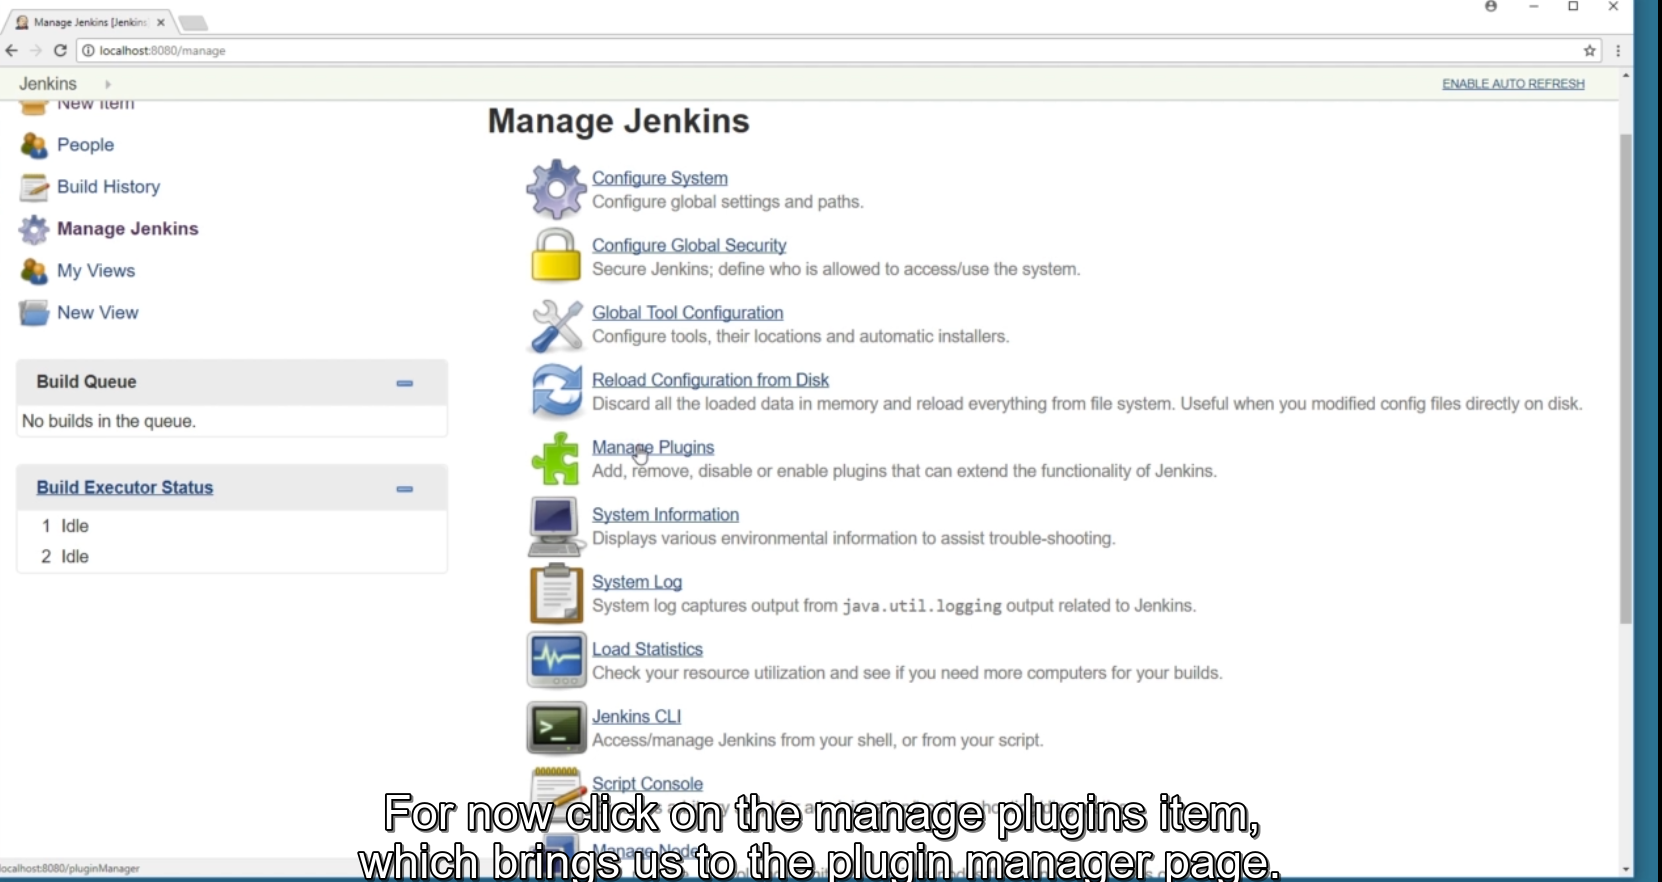 Manage Jenkins [Jenkins
localhost:8080/manage
Jenkins
ENABLE AUTO REFRESH
New Item
People
Build History
Manage Jenkins
My Views
New View
Build Queue
No builds in the queue.
Build Executor Status
1 Idle
2 Idle
Manage Jenkins
Configure System
Configure global settings and paths.
Configure Global Security
Secure Jenkins; define who is allowed to access/use the system.
Global Tool Configuration
Configure tools, their locations and automatic installers.
Reload Configuration from Disk
Discard all the loaded data in memory and reload everything from file system. Useful when you modified config files directly on disk.
Manage Plugins
Add, remove, disable or enable plugins that can extend the functionality of Jenkins.
System Information
Displays various environmental information to assist trouble-shooting.
System Log
System log captures output from java.util.logging output related to Jenkins.
Load Statistics
Check your resource utilization and see if you need more computers for your builds.
Jenkins CLI
Access/manage Jenkins from your shell, or from your script.
Script Console
Manage Node
For now click on the manage plugins item,
which brings us to the plugin manager page.
localhost:8080/pluginManager